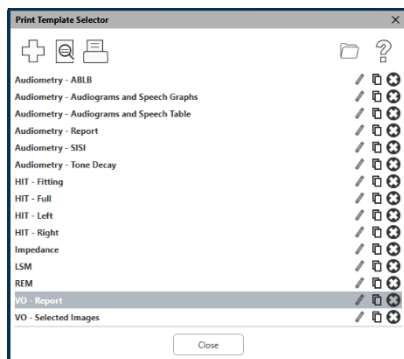 Print Template Selector
Audiometry - ABLB
Audiometry - Audiograms and Speech Graphs
Audiometry - Audiograms and Speech Table
Audiometry - Report
Audiometry - SISI
Audiometry - Tone Decay
HIT - Fitting
HIT - Full
HIT - Left
HIT - Right
Impedance
LSM
REM
VO - Report
VO - Selected Images
Close